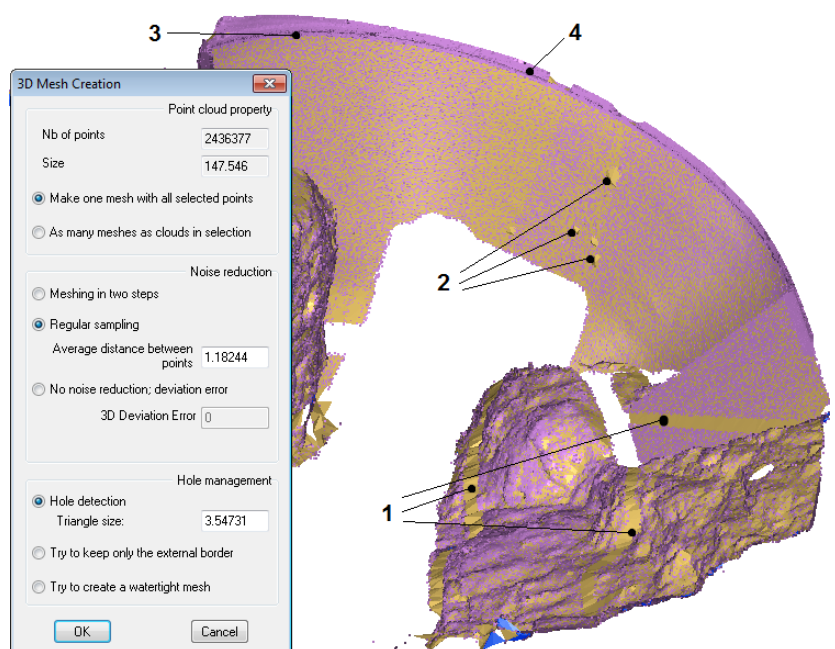 3D Mesh Creation
Point cloud property
Nb of points 2436377
Size 147.546
Make one mesh with all selected points
As many meshes as clouds in selection
Noise reduction
Meshing in two steps
Regular sampling
Average distance between
points 1.18244
No noise reduction; deviation error
3D Deviation Error 0
Hole management
Hole detection
Triangle size: 3.54731
Try to keep only the external border
Try to create a watertight mesh
OK Cancel
3
4
2
1